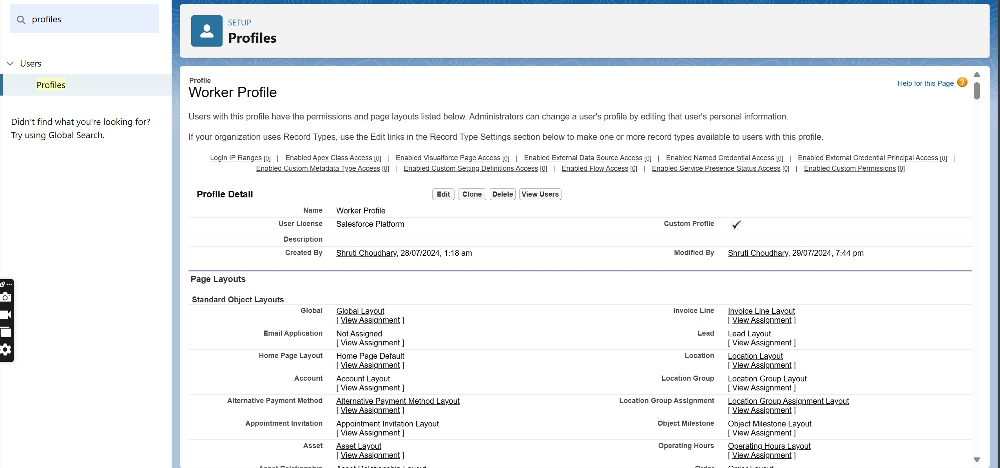 profiles
Users
Profiles
Didn't find what you're looking for?
Try using Global Search.
SETUP
Profiles
Profile
Worker Profile
Help for this Page
Users with this profile have the permissions and page layouts listed below. Administrators can change a user's profile by editing that user's personal information.
If your organization uses Record Types, use the Edit links in the Record Type Settings section below to make one or more record types available to users with this profile.
Login IP Ranges [0] | Enabled Apex Class Access [0] | Enabled Visualforce Page Access [0] | Enabled External Data Source Access [0] | Enabled Named Credential Access [0] | Enabled External Credential Principal Access [0] |
Enabled Custom Metadata Type Access [0] | Enabled Custom Setting Definitions Access [0] | Enabled Flow Access [0] | Enabled Service Presence Status Access [0] | Enabled Custom Permissions [0]
Profile Detail Edit Clone Delete View Users
Name Worker Profile
User License Salesforce Platform Custom Profile
Description
Created By Shruti Choudhary, 28/07/2024, 1:18 am Modified By Shruti Choudhary, 29/07/2024, 7:44 pm
Page Layouts
Standard Object Layouts
Global Global Layout Invoice Line Invoice Line Layout
[ View Assignment ] [ View Assignment ]
Email Application Not Assigned Lead Lead Layout
[ View Assignment ] [ View Assignment ]
Home Page Layout Home Page Default Location Location Layout
[ View Assignment ] [ View Assignment ]
Account Account Layout Location Group Location Group Layout
[ View Assignment ] [ View Assignment ]
Alternative Payment Method Alternative Payment Method Layout Location Group Assignment Location Group Assignment Layout
[ View Assignment ] [ View Assignment ]
Appointment Invitation Appointment Invitation Layout Object Milestone Object Milestone Layout
[ View Assignment ] [ View Assignment ]
Asset Asset Layout Operating Hours Operating Hours Layout
[ View Assignment ] [ View Assignment ]
Asset Relationship Asset Relationship Layout Order Order Layout